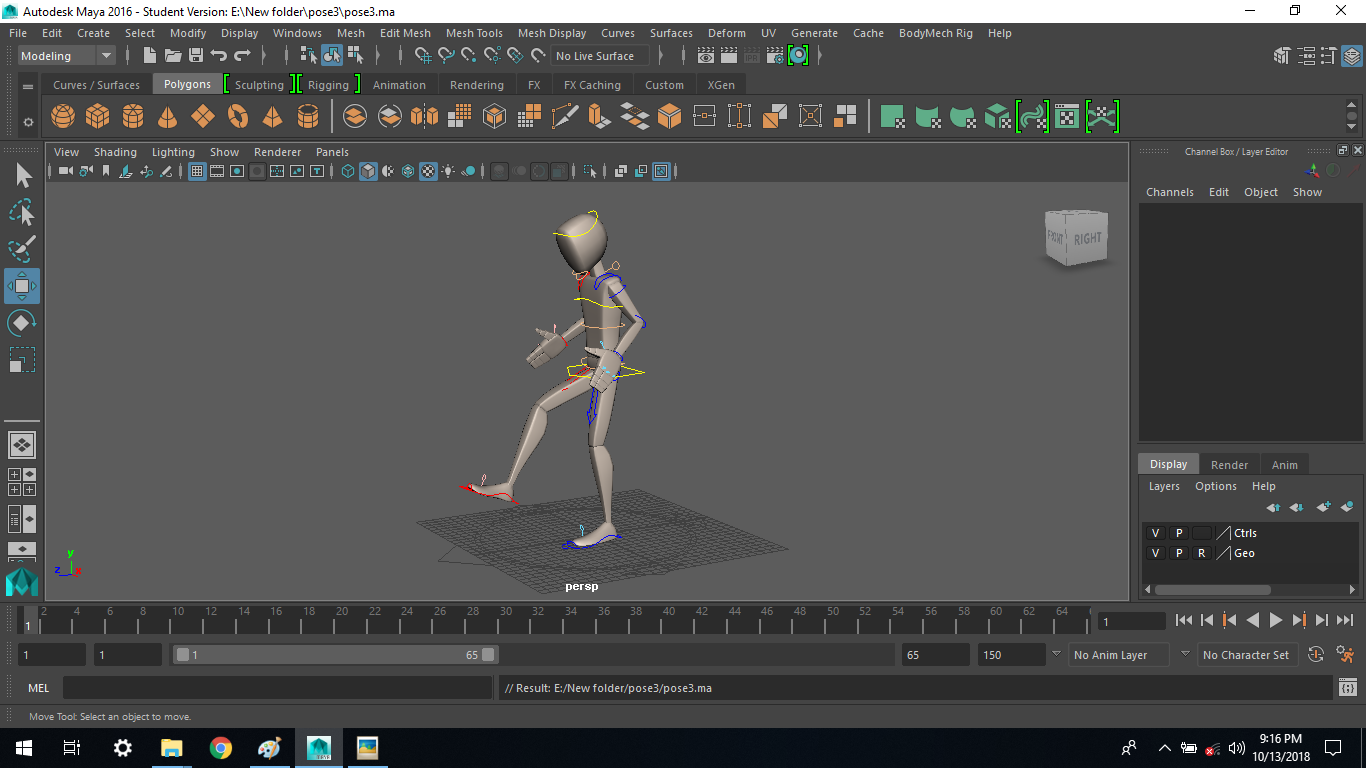 Autodesk Maya 2016 - Student Version: E:\New folder\pose3\pose3.ma
File Edit Create Select Modify Display Windows Mesh Edit Mesh Mesh Tools Mesh Display Curves Surfaces Deform UV Generate Cache BodyMech Rig Help
Modeling No Live Surface
Curves / Surfaces Polygons Sculpting Rigging Animation Rendering FX FX Caching Custom XGen
View Shading Lighting Show Renderer Panels
Channel Box / Layer Editor
Channels Edit Object Show
FRONT RIGHT
Display Render Anim
Layers Options Help
V P Ctrls
V P R Geo
y
z x
persp
2 4 6 8 10 12 14 16 18 20 22 24 26 28 30 32 34 36 38 40 42 44 46 48 50 52 54 56 58 60 62 64
1 1
1 1 1 65 65 150 No Anim Layer No Character Set
MEL // Result: E:/New folder/pose3/pose3.ma
Move Tool: Select an object to move.
9:16 PM
10/13/2018